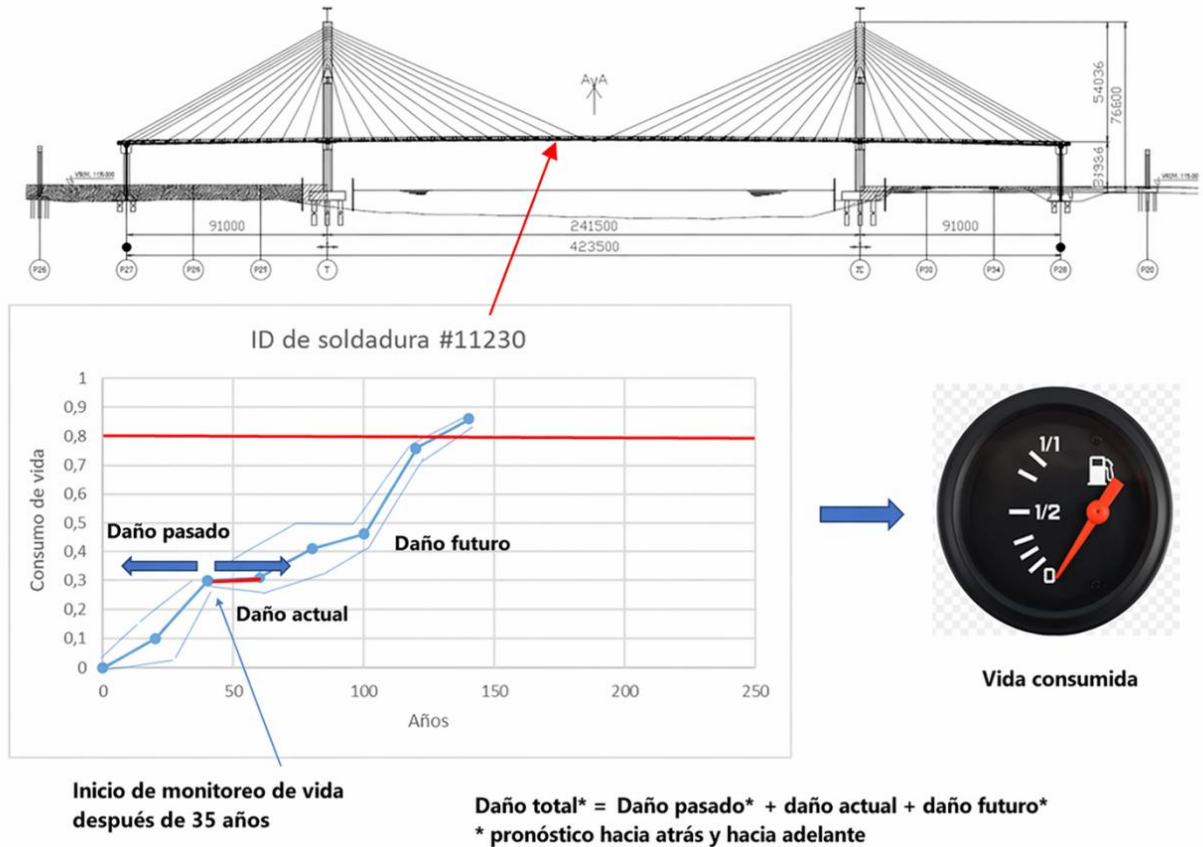 AyA
54036
76800
91000
241500
91000
423500
P26
P27
P25
T
P30
P34
P28
P20
ID de soldadura #11230
1
0,9
0,8
0,7
0,6
0,5
0,4
0,3
0,2
0,1
0
Consumo de vida
Daño pasado
Daño futuro
Daño actual
0
50
100
150
200
250
Años
1/1
1/2
0
Vida consumida
Inicio de monitoreo de vida
después de 35 años
Daño total* = Daño pasado* + daño actual + daño futuro*
* pronóstico hacia atrás y hacia adelante